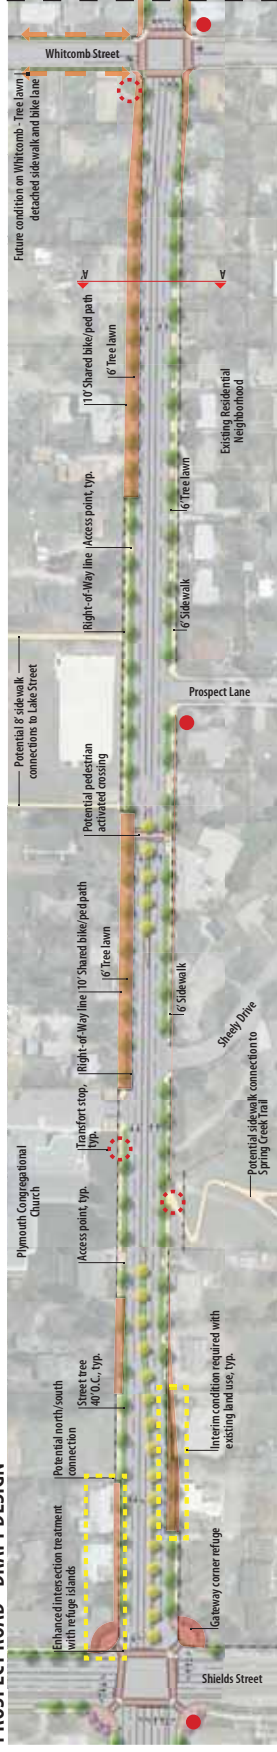 PROSPECT ROAD - DRAFT DESIGN
Enhanced intersection treatment
with refuge islands
Potential north/south
connection
Street tree
40' O.C., typ.
Access point, typ.
Plymouth Congregational
Church
Transfort stop,
typ.
Right-of-Way line
10' Shared bike/ped path
6' Tree lawn
Potential pedestrian
activated crossing
Potential 8' sidewalk
connections to Lake Street
Right-of-Way line
Access point, typ.
10' Shared bike/ped path
6' Tree lawn
A'
Future condition on Whitcomb - Tree lawn
detached sidewalk and bike lane
Whitcomb Street
Shields Street
Gateway corner refuge
Interim condition required with
existing land use, typ.
Potential sidewalk connection to
Spring Creek Trail
Sheely Drive
6' Sidewalk
Prospect Lane
6' Sidewalk
6' Tree lawn
Existing Residential
Neighborhood
A